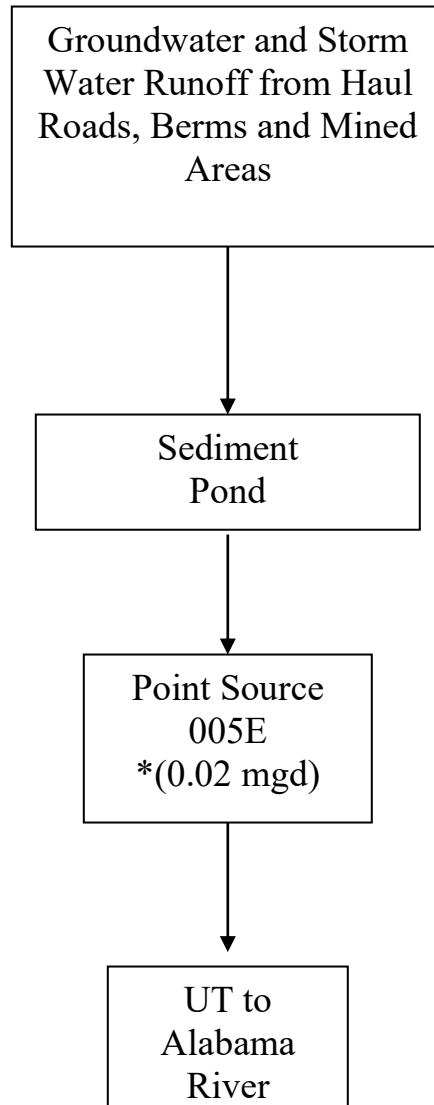 Groundwater and Storm
Water Runoff from Haul
Roads, Berms and Mined
Areas
Sediment
Pond
Point Source
005E
*(0.02 mgd)
UT to
Alabama
River